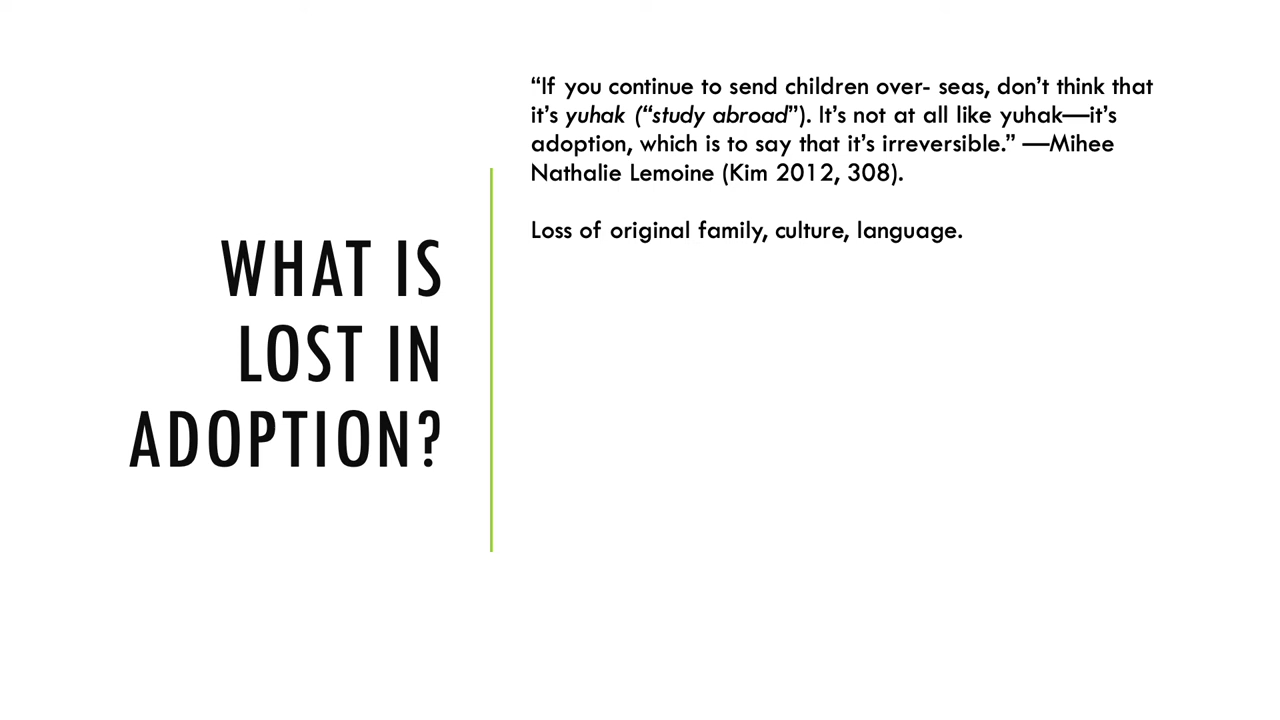 WHAT IS
LOST IN
ADOPTION?
“If you continue to send children over- seas, don’t think that
it’s yuhak (“study abroad”). It’s not at all like yuhak—it’s
adoption, which is to say that it’s irreversible.” —Mihee
Nathalie Lemoine (Kim 2012, 308).
Loss of original family, culture, language.